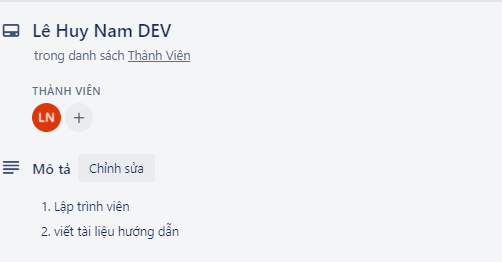 Lê Huy Nam DEV
trong danh sách Thành Viên
THÀNH VIÊN
LN +
Mô tả Chỉnh sửa
1. Lập trình viên
2. viết tài liệu hướng dẫn